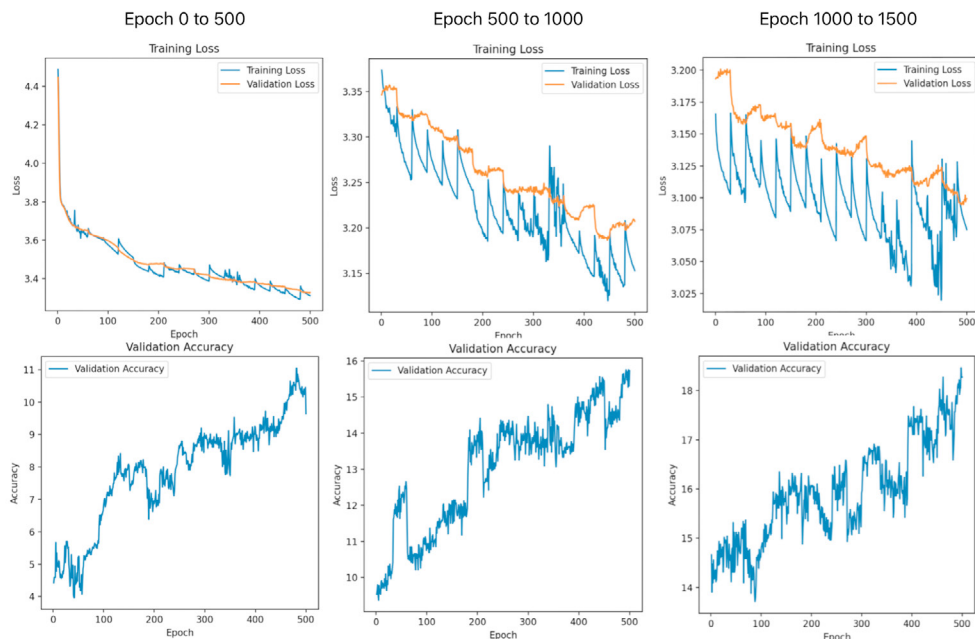 Epoch 0 to 500
Epoch 500 to 1000
Epoch 1000 to 1500
Training Loss
Training Loss
Training Loss
Training Loss
Validation Loss
Training Loss
Validation Loss
Training Loss
Validation Loss
Loss
4.4
4.2
4.0
3.8
3.6
3.4
Loss
3.35
3.30
3.25
3.20
3.15
Loss
3.200
3.175
3.150
3.125
3.100
3.075
3.050
3.025
0 100 200 300 400 500
0 100 200 300 400 500
0 100 200 300 400 500
Epoch
Epoch
Epoch
Validation Accuracy
Validation Accuracy
Validation Accuracy
Validation Accuracy
Validation Accuracy
Validation Accuracy
Accuracy
11
10
9
8
7
6
5
4
Accuracy
16
15
14
13
12
11
10
Accuracy
18
17
16
15
14
0 100 200 300 400 500
0 100 200 300 400 500
0 100 200 300 400 500
Epoch
Epoch
Epoch